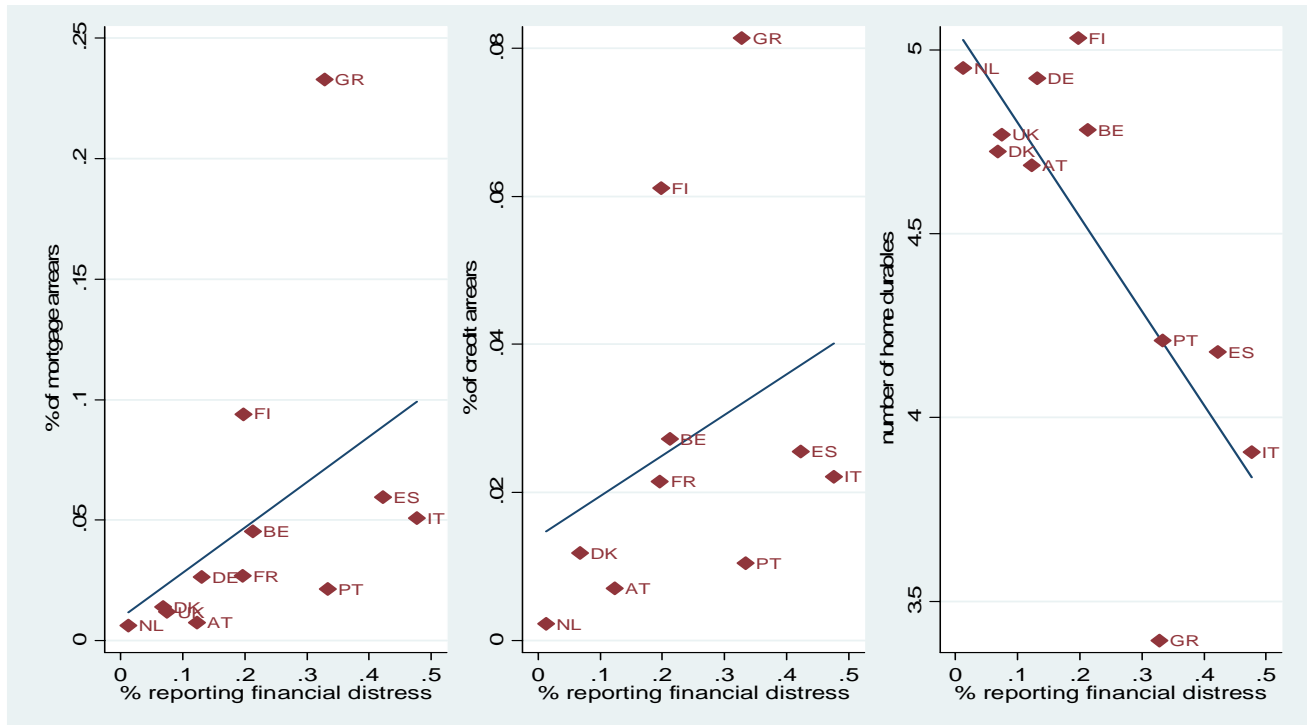 % of mortgage arrears
.25
.2
.15
.1
.05
0
GR
FI
ES
IT
BE
DE
FR
PT
DK
UK
AT
NL
0 .1 .2 .3 .4 .5
% reporting financial distress
% of credit arrears
.08
.06
.04
.02
0
GR
FI
BE
ES
FR
IT
DK
PT
AT
NL
0 .1 .2 .3 .4 .5
% reporting financial distress
number of home durables
5
4.5
4
3.5
FI
NL
DE
BE
UK
DK
AT
PT
ES
IT
GR
0 .1 .2 .3 .4 .5
% reporting financial distress